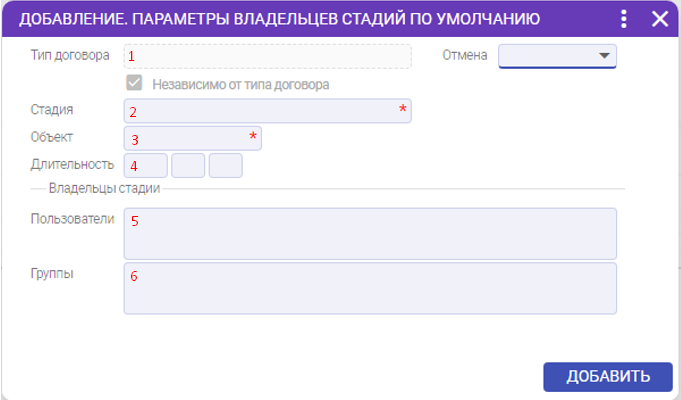 ДОБАВЛЕНИЕ. ПАРАМЕТРЫ ВЛАДЕЛЬЦЕВ СТАДИЙ ПО УМОЛЧАНИЮ
Тип договора 1 Отмена
Независимо от типа договора
Стадия 2 *
Объект 3 *
Длительность 4
Владельцы стадии
Пользователи 5
Группы 6
ДОБАВИТЬ